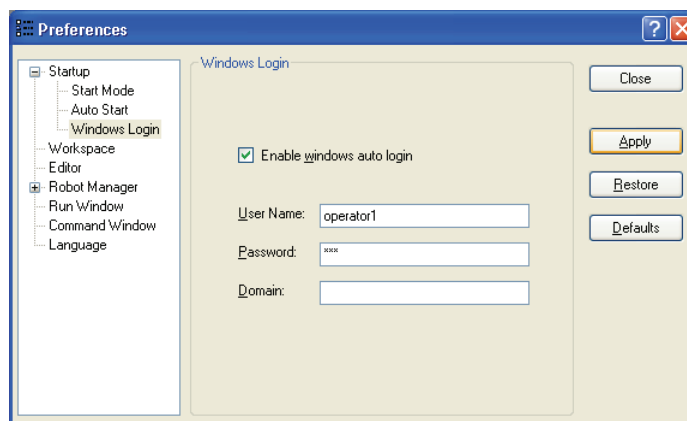 Preferences
Startup
Start Mode
Auto Start
Windows Login
Workspace
Editor
Robot Manager
Run Window
Command Window
Language
Windows Login
Enable windows auto login
User Name: operator1
Password: ***
Domain:
Close
Apply
Restore
Defaults